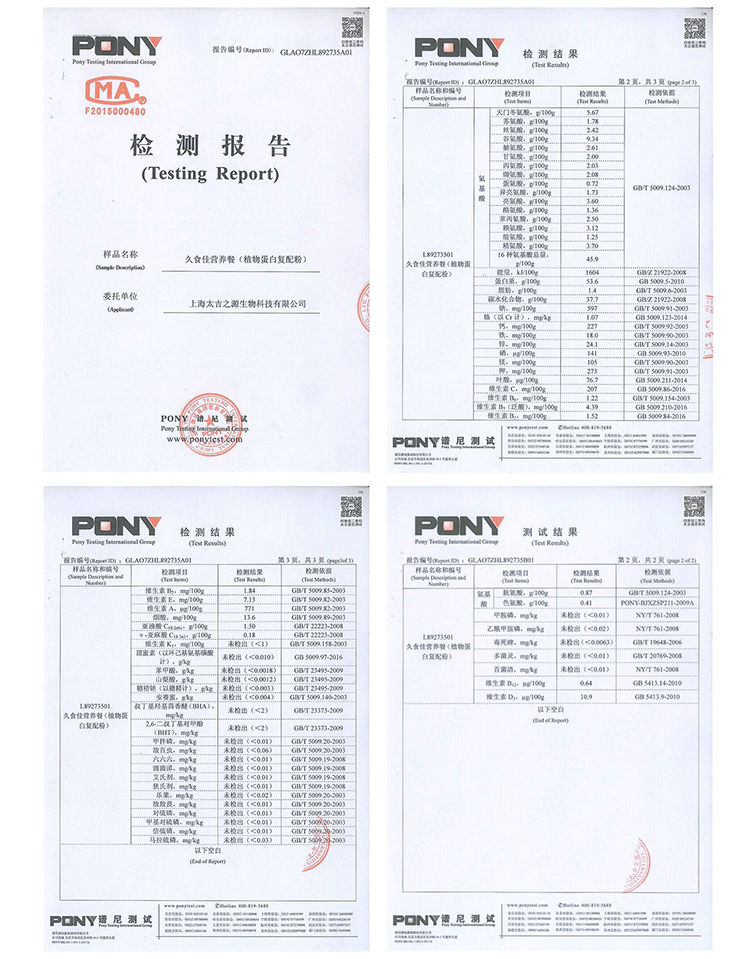 PONY
Pony Testing International Group
报告编号(Report ID): GLAO7ZHL892735A01
MA
F2015000480
检测报告
(Testing Report)
样品名称
(Sample Description)
久食佳营养餐（植物蛋白复配粉）
委托单位
(Applicant)
上海太吉之源生物科技有限公司
PONY 谱尼测试
Pony Testing International Group
www.ponytest.com
PONY
Pony Testing International Group
检测结果
(Test Results)
报告编号(Report ID): GLAO7ZHL892735A01 第 2 页，共 3 页 (page 2 of 3)
样品名称和编号 (Sample Description and Number) 检测项目 (Test Items) 检测结果 (Test Results) 检测依据 (Test Methods)
L89273501
久食佳营养餐（植物蛋白复配粉）
氨基酸
天门冬氨酸，g/100g 5.67
苏氨酸，g/100g 1.78
丝氨酸，g/100g 2.42
谷氨酸，g/100g 9.34
脯氨酸，g/100g 2.61
甘氨酸，g/100g 2.00
丙氨酸，g/100g 2.03
缬氨酸，g/100g 2.08
蛋氨酸，g/100g 0.72
异亮氨酸，g/100g 1.73
亮氨酸，g/100g 3.60
酪氨酸，g/100g 1.36
苯丙氨酸，g/100g 2.50
赖氨酸，g/100g 3.12
组氨酸，g/100g 1.25
精氨酸，g/100g 3.70
16 种氨基酸总量，g/100g 45.9
GB/T 5009.124-2003
能量，kJ/100g 1604 GB/Z 21922-2008
蛋白质，g/100g 53.6 GB 5009.5-2010
脂肪，g/100g 1.4 GB/T 5009.6-2003
碳水化合物，g/100g 37.7 GB/Z 21922-2008
钠，mg/100g 597 GB/T 5009.91-2003
铬（以 Cr 计），mg/kg 1.07 GB 5009.123-2014
钙，mg/100g 227 GB/T 5009.92-2003
铁，mg/100g 18.0 GB/T 5009.90-2003
锌，mg/100g 24.1 GB/T 5009.14-2003
硒，μg/100g 141 GB 5009.93-2010
镁，mg/100g 105 GB/T 5009.90-2003
钾，mg/100g 273 GB/T 5009.91-2003
叶酸，μg/100g 76.7 GB 5009.211-2014
维生素 C，mg/100g 207 GB 5009.86-2016
维生素 B₆，mg/100g 1.22 GB/T 5009.154-2003
维生素 B₅（泛酸），mg/100g 4.39 GB 5009.210-2016
维生素 B₁，mg/100g 1.52 GB 5009.84-2016
PONY 谱尼测试
www.ponytest.com Hotline 400-819-5688
PONY
Pony Testing International Group
检测结果
(Test Results)
报告编号(Report ID): GLAO7ZHL892735A01 第 3 页，共 3 页 (page3 of 3)
样品名称和编号 (Sample Description and Number) 检测项目 (Test Items) 检测结果 (Test Results) 检测依据 (Test Methods)
L89273501
久食佳营养餐（植物蛋白复配粉）
维生素 B₂，mg/100g 1.84 GB/T 5009.85-2003
维生素 E，mg/100g 7.13 GB/T 5009.82-2003
维生素 A，μg/100g 771 GB/T 5009.82-2003
烟酸，mg/100g 13.6 GB/T 5009.89-2003
亚油酸 1.50 GB/T 22223-2008
α-亚麻酸 0.18 GB/T 22223-2008
维生素 K₁，mg/100g 未检出（<1） GB/T 5009.158-2003
甜蜜素（以环己基氨基磺酸计），g/kg 未检出（<0.010） GB 5009.97-2016
苯甲酸，g/kg 未检出（<0.0018） GB/T 23495-2009
山梨酸，g/kg 未检出（<0.0012） GB/T 23495-2009
糖精钠（以糖精计），g/kg 未检出（<0.003） GB/T 23495-2009
安赛蜜，g/kg 未检出（<0.004） GB/T 5009.140-2003
叔丁基羟基茴香醚（BHA），mg/kg 未检出（<2） GB/T 23373-2009
2,6-二叔丁基对甲酚（BHT），mg/kg 未检出（<2） GB/T 23373-2009
甲拌磷，mg/kg 未检出（<0.01） GB/T 5009.20-2003
敌百虫，mg/kg 未检出（<0.06） GB/T 5009.20-2003
六六六，mg/kg 未检出（<0.01） GB/T 5009.19-2008
滴滴涕，mg/kg 未检出（<0.01） GB/T 5009.19-2008
艾氏剂，mg/kg 未检出（<0.01） GB/T 5009.19-2008
狄氏剂，mg/kg 未检出（<0.01） GB/T 5009.19-2008
乐果，mg/kg 未检出（<0.02） GB/T 5009.20-2003
敌敌畏，mg/kg 未检出（<0.01） GB/T 5009.20-2003
对硫磷，mg/kg 未检出（<0.01） GB/T 5009.20-2003
甲基对硫磷，mg/kg 未检出（<0.01） GB/T 5009.20-2003
倍硫磷，mg/kg 未检出（<0.01） GB/T 5009.20-2003
马拉硫磷，mg/kg 未检出（<0.03） GB/T 5009.20-2003
以下空白
(End of Report)
PONY 谱尼测试
www.ponytest.com Hotline 400-819-5688
PONY
Pony Testing International Group
测试结果
(Test Results)
报告编号(Report ID): GLAO7ZHL892735B01 第 2 页，共 2 页 (page 2 of 2)
样品名称和编号 (Sample Description and Number) 检测项目 (Test Items) 检测结果 (Test Results) 检测依据 (Test Methods)
L89273501
久食佳营养餐（植物蛋白复配粉）
氨基酸
胱氨酸，g/100g 0.87 GB/T 5009.124-2003
色氨酸，g/100g 0.41 PONY-BJXZSP211-2009A
甲胺磷，mg/kg 未检出（<0.01） NY/T 761-2008
乙酰甲胺磷，mg/kg 未检出（<0.02） NY/T 761-2008
毒死蜱，mg/kg 未检出（<0.0063） GB/T 19648-2006
多菌灵，mg/kg 未检出（<0.01） GB/T 20769-2008
百菌清，mg/kg 未检出（<0.01） NY/T 761-2008
维生素 B₁₂，μg/100g 0.64 GB 5413.14-2010
维生素 D₃，μg/100g 10.9 GB 5413.9-2010
以下空白
(End of Report)
PONY 谱尼测试
www.ponytest.com Hotline 400-819-5688